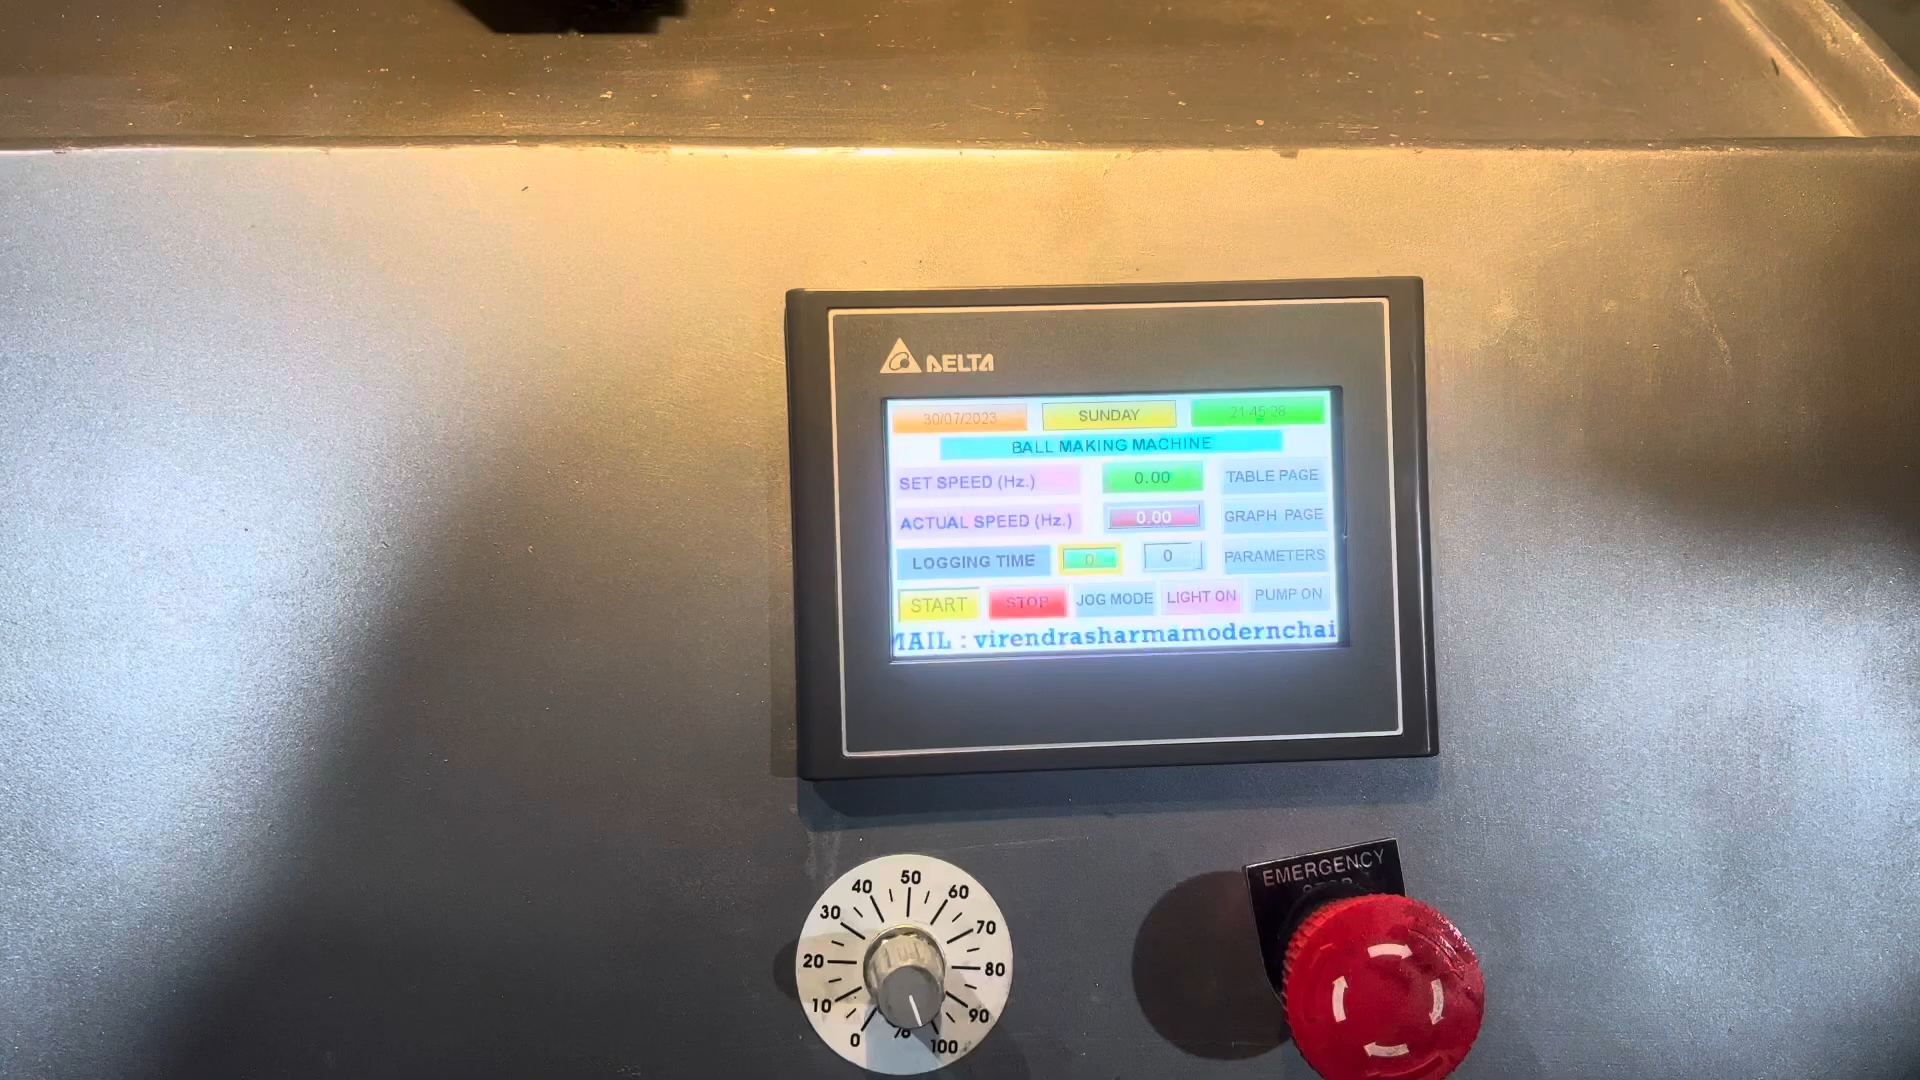 DELTA
30/07/2023 SUNDAY 21:45:28
BALL MAKING MACHINE
SET SPEED (Hz.) 0.00 TABLE PAGE
ACTUAL SPEED (Hz.) 0.00 GRAPH PAGE
LOGGING TIME 0 0 PARAMETERS
START STOP JOG MODE LIGHT ON PUMP ON
MAIL : virendrasharmamodernchai
EMERGENCY
STOP
0 10 20 30 40 50 60 70 80 90 100
%